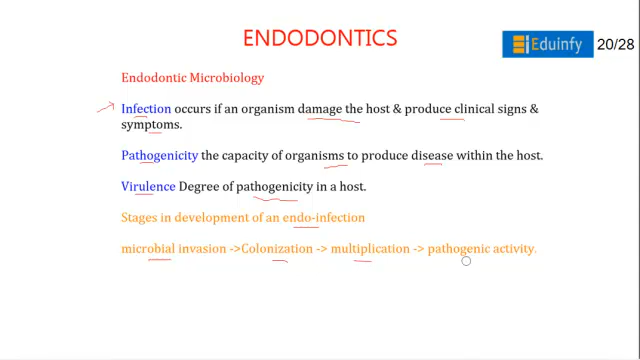 ENDODONTICS
Eduinfy
20/28
Endodontic Microbiology
Infection occurs if an organism damage the host & produce clinical signs &
symptoms.
Pathogenicity the capacity of organisms to produce disease within the host.
Virulence Degree of pathogenicity in a host.
Stages in development of an endo-infection
microbial invasion ->Colonization -> multiplication -> pathogenic activity.